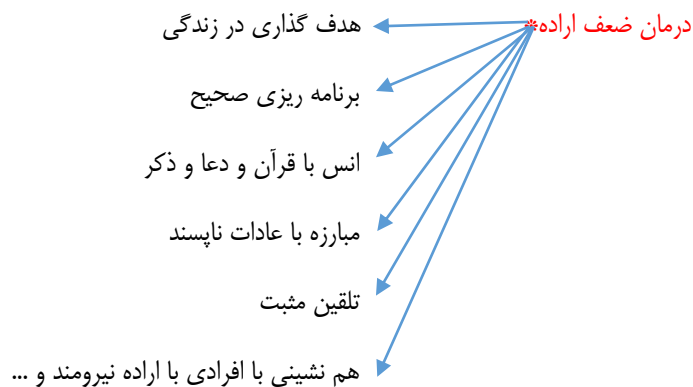 درمان ضعف اراده*
هدف گذاری در زندگی
برنامه ریزی صحیح
انس با قرآن و دعا و ذکر
مبارزه با عادات ناپسند
تلقین مثبت
هم نشینی با افرادی با اراده نیرومند و ...